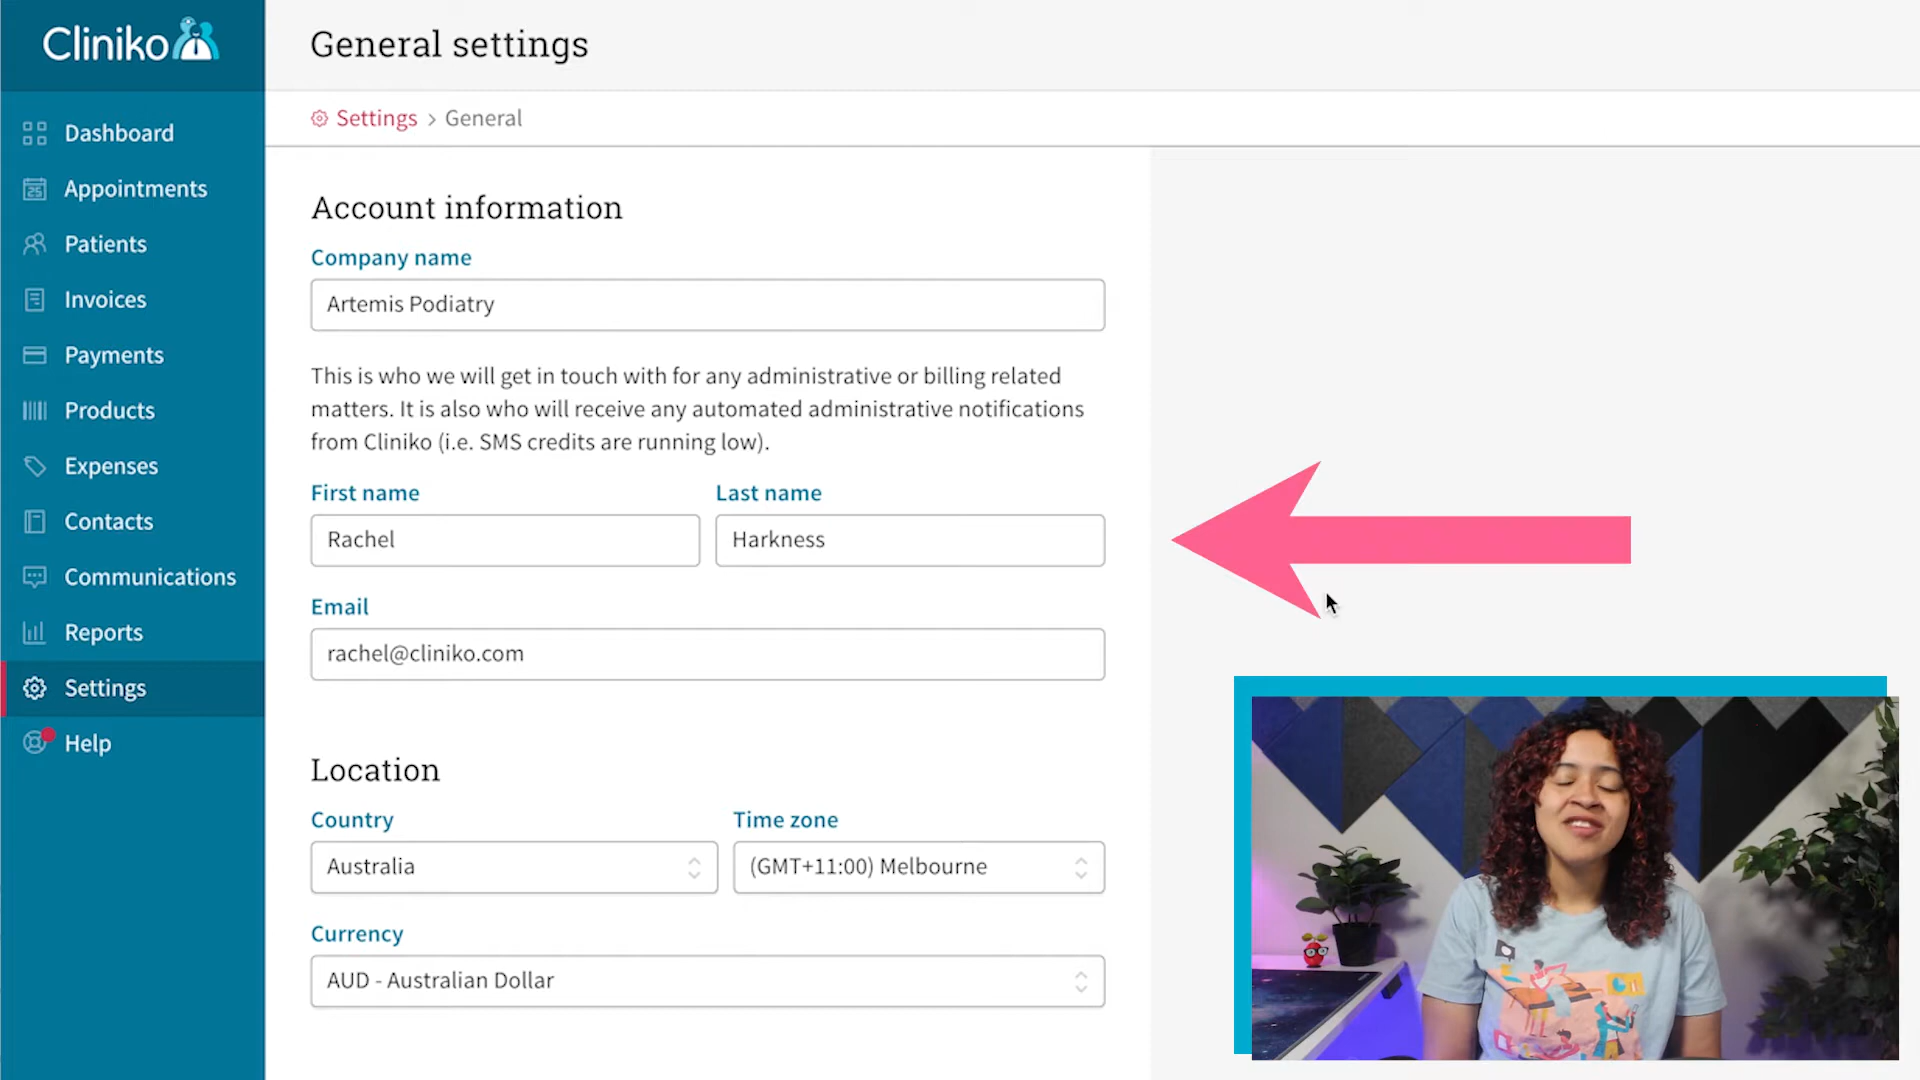 Cliniko
General settings
Settings > General
Dashboard
Appointments
Patients
Invoices
Payments
Products
Expenses
Contacts
Communications
Reports
Settings
Help
Account information
Company name
Artemis Podiatry
This is who we will get in touch with for any administrative or billing related
matters. It is also who will receive any automated administrative notifications
from Cliniko (i.e. SMS credits are running low).
First name Last name
Rachel Harkness
Email
rachel@cliniko.com
Location
Country Time zone
Australia (GMT+11:00) Melbourne
Currency
AUD - Australian Dollar